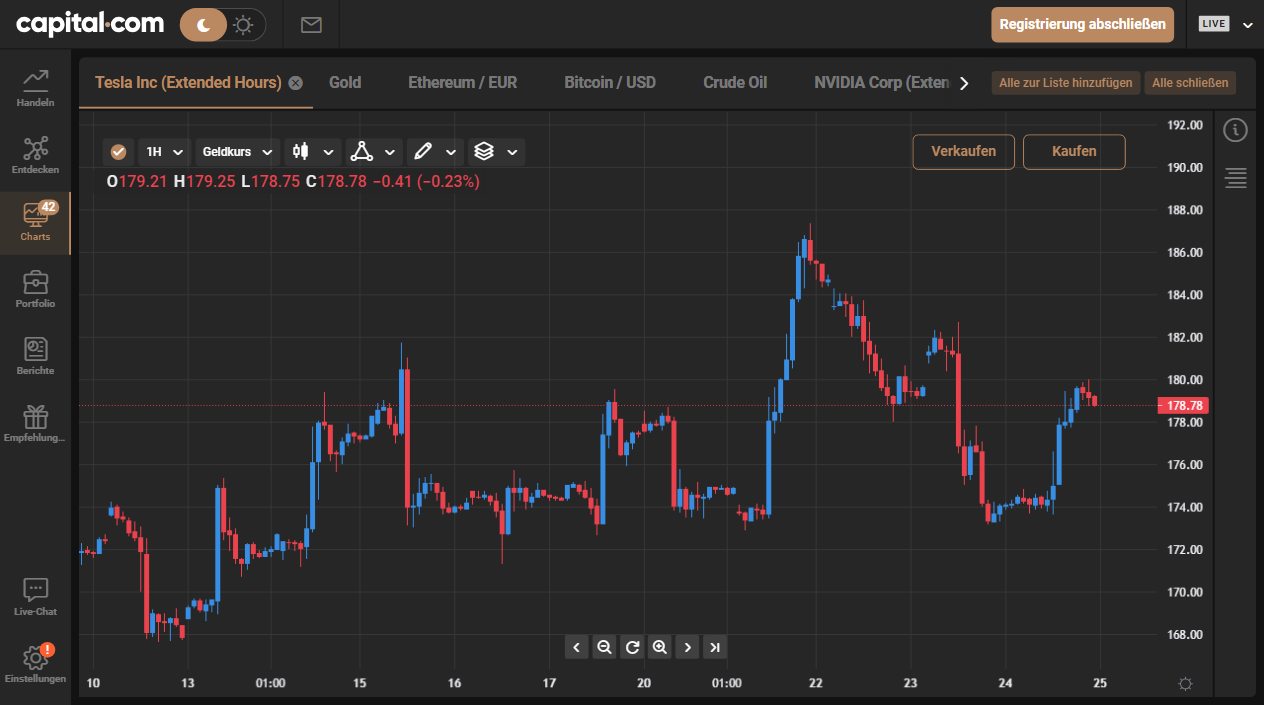 capital.com
Registrierung abschließen
LIVE
Tesla Inc (Extended Hours)
Gold
Ethereum / EUR
Bitcoin / USD
Crude Oil
NVIDIA Corp (Exten
Alle zur Liste hinzufügen
Alle schließen
Handeln
Entdecken
42
Charts
Portfolio
Berichte
Empfehlung...
Live-Chat
!
Einstellungen
1H
Geldkurs
Verkaufen
Kaufen
O179.21 H179.25 L178.75 C178.78 −0.41 (−0.23%)
192.00
190.00
188.00
186.00
184.00
182.00
180.00
178.78
178.00
176.00
174.00
172.00
170.00
168.00
10 13 01:00 15 16 17 20 01:00 22 23 24 25